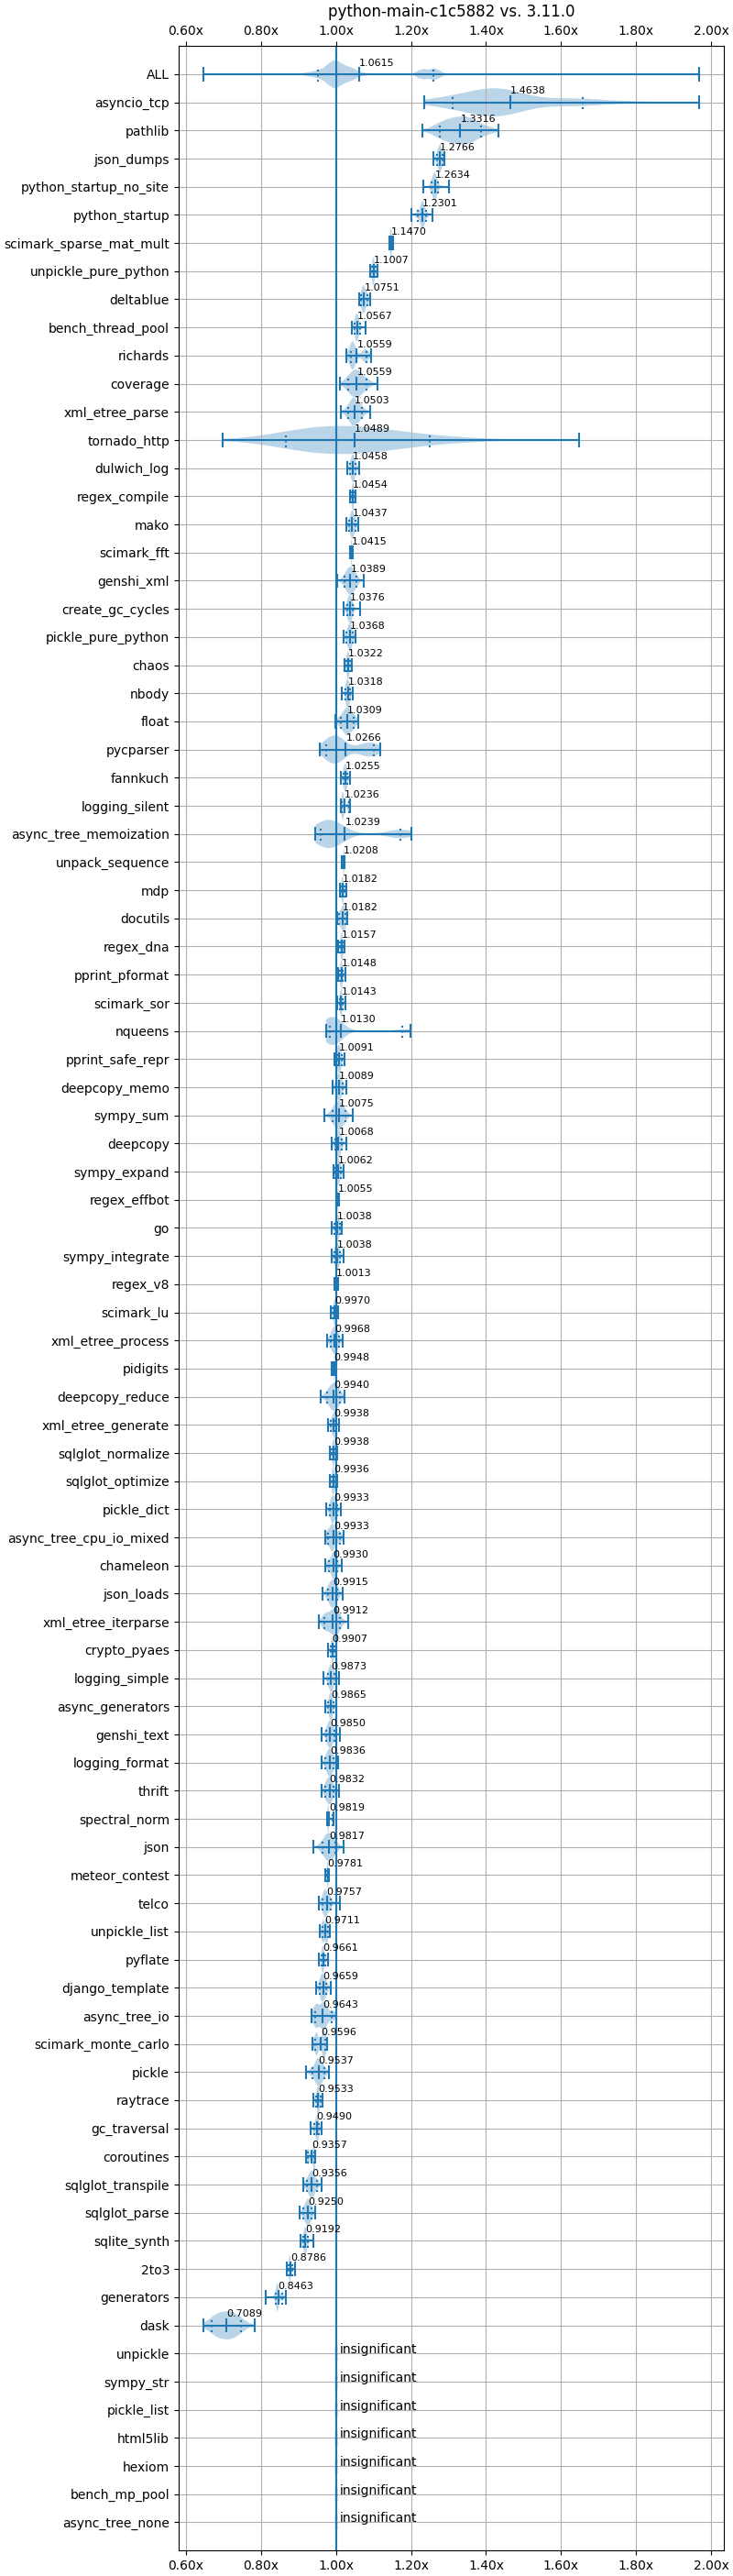 python-main-c1c5882 vs. 3.11.0
0.60x 0.80x 1.00x 1.20x 1.40x 1.60x 1.80x 2.00x
ALL 1.0615
asyncio_tcp 1.4638
pathlib 1.3316
json_dumps 1.2766
python_startup_no_site 1.2634
python_startup 1.2301
scimark_sparse_mat_mult 1.1470
unpickle_pure_python 1.1007
deltablue 1.0751
bench_thread_pool 1.0567
richards 1.0559
coverage 1.0559
xml_etree_parse 1.0503
tornado_http 1.0489
dulwich_log 1.0458
regex_compile 1.0454
mako 1.0437
scimark_fft 1.0415
genshi_xml 1.0389
create_gc_cycles 1.0376
pickle_pure_python 1.0368
chaos 1.0322
nbody 1.0318
float 1.0309
pycparser 1.0266
fannkuch 1.0255
logging_silent 1.0236
async_tree_memoization 1.0239
unpack_sequence 1.0208
mdp 1.0182
docutils 1.0182
regex_dna 1.0157
pprint_pformat 1.0148
scimark_sor 1.0143
nqueens 1.0130
pprint_safe_repr 1.0091
deepcopy_memo 1.0089
sympy_sum 1.0075
deepcopy 1.0068
sympy_expand 1.0062
regex_effbot 1.0055
go 1.0038
sympy_integrate 1.0038
regex_v8 1.0013
scimark_lu 0.9970
xml_etree_process 0.9968
pidigits 0.9948
deepcopy_reduce 0.9940
xml_etree_generate 0.9938
sqlglot_normalize 0.9938
sqlglot_optimize 0.9936
pickle_dict 0.9933
async_tree_cpu_io_mixed 0.9933
chameleon 0.9930
json_loads 0.9915
xml_etree_iterparse 0.9912
crypto_pyaes 0.9907
logging_simple 0.9873
async_generators 0.9865
genshi_text 0.9850
logging_format 0.9836
thrift 0.9832
spectral_norm 0.9819
json 0.9817
meteor_contest 0.9781
telco 0.9757
unpickle_list 0.9711
pyflate 0.9661
django_template 0.9659
async_tree_io 0.9643
scimark_monte_carlo 0.9596
pickle 0.9537
raytrace 0.9533
gc_traversal 0.9490
coroutines 0.9357
sqlglot_transpile 0.9356
sqlglot_parse 0.9250
sqlite_synth 0.9192
2to3 0.8786
generators 0.8463
dask 0.7089
unpickle insignificant
sympy_str insignificant
pickle_list insignificant
html5lib insignificant
hexiom insignificant
bench_mp_pool insignificant
async_tree_none insignificant
0.60x 0.80x 1.00x 1.20x 1.40x 1.60x 1.80x 2.00x